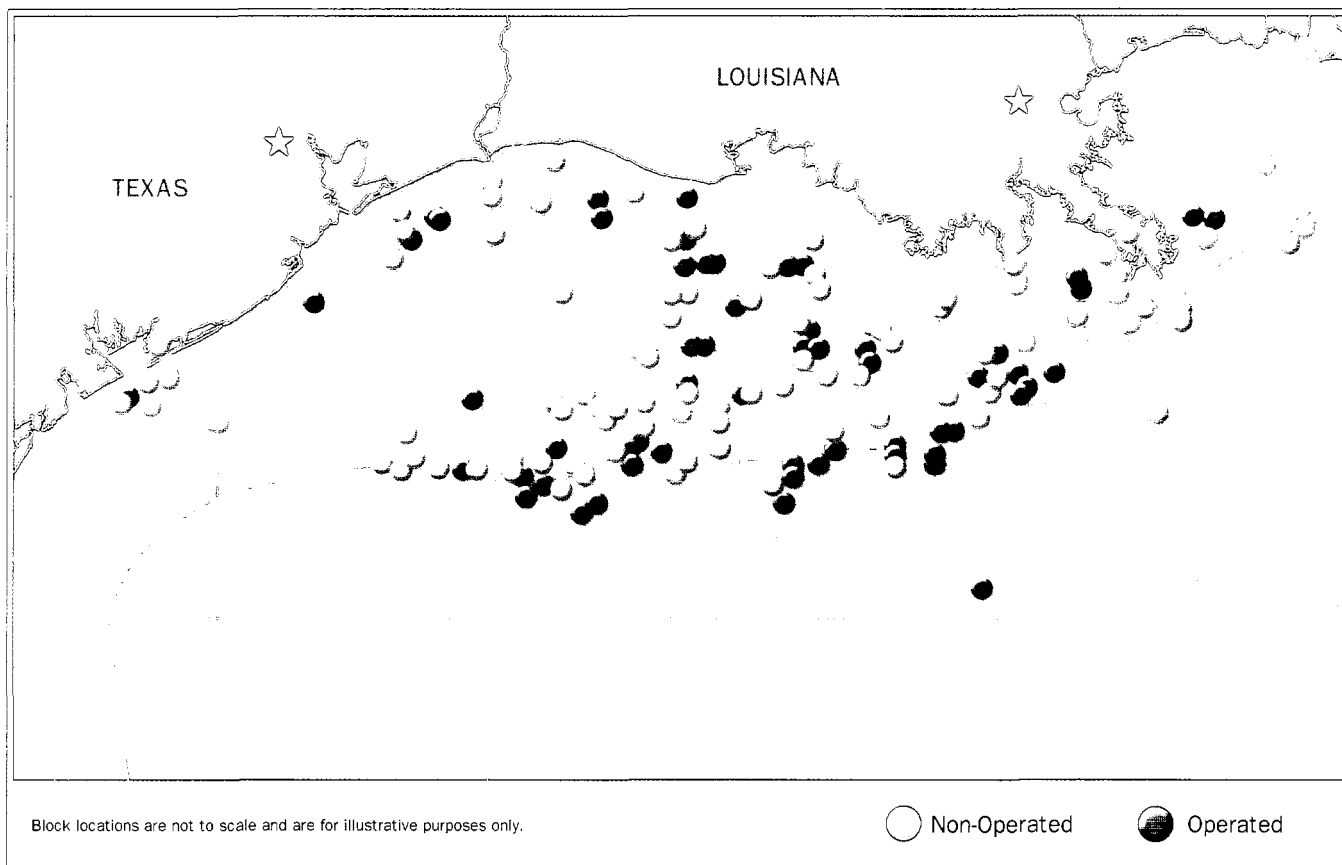 LOUISIANA
TEXAS
Block locations are not to scale and are for illustrative purposes only.
Non-Operated
Operated